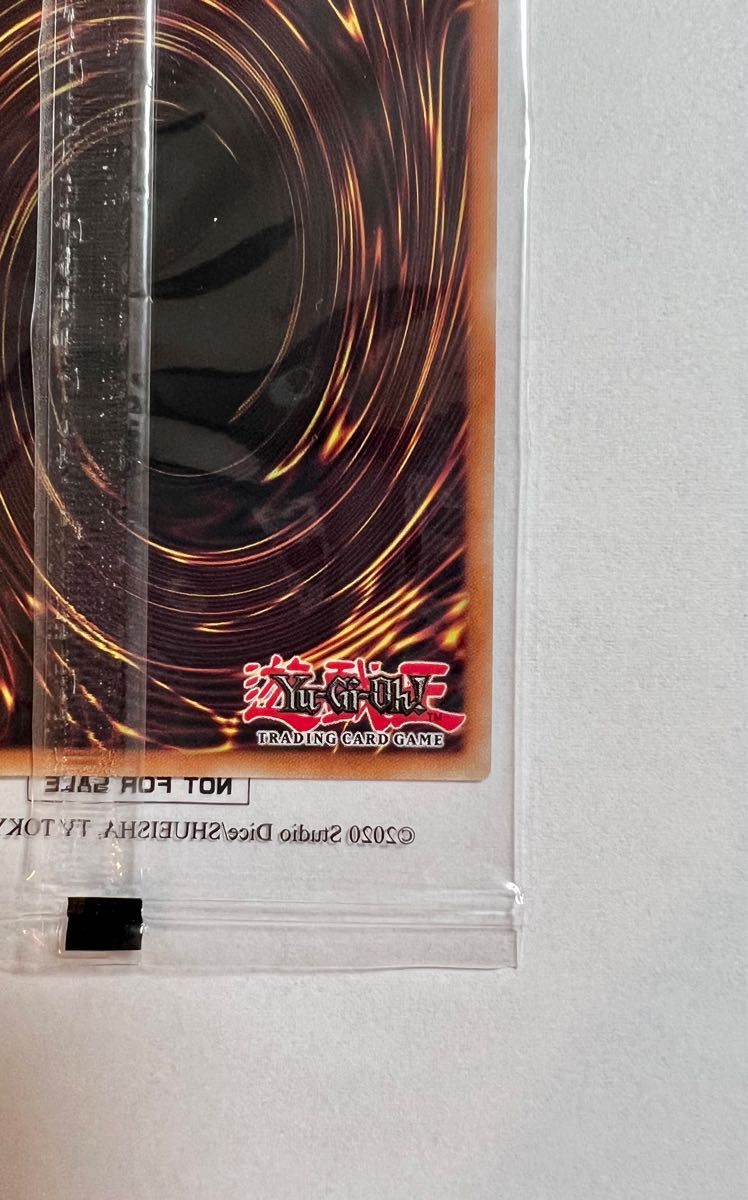 遊戯王
Yu-Gi-Oh!
TM
TRADING CARD GAME
NOT FOR SALE
©2020 Studio Dice/SHUEISHA, TV TOKY